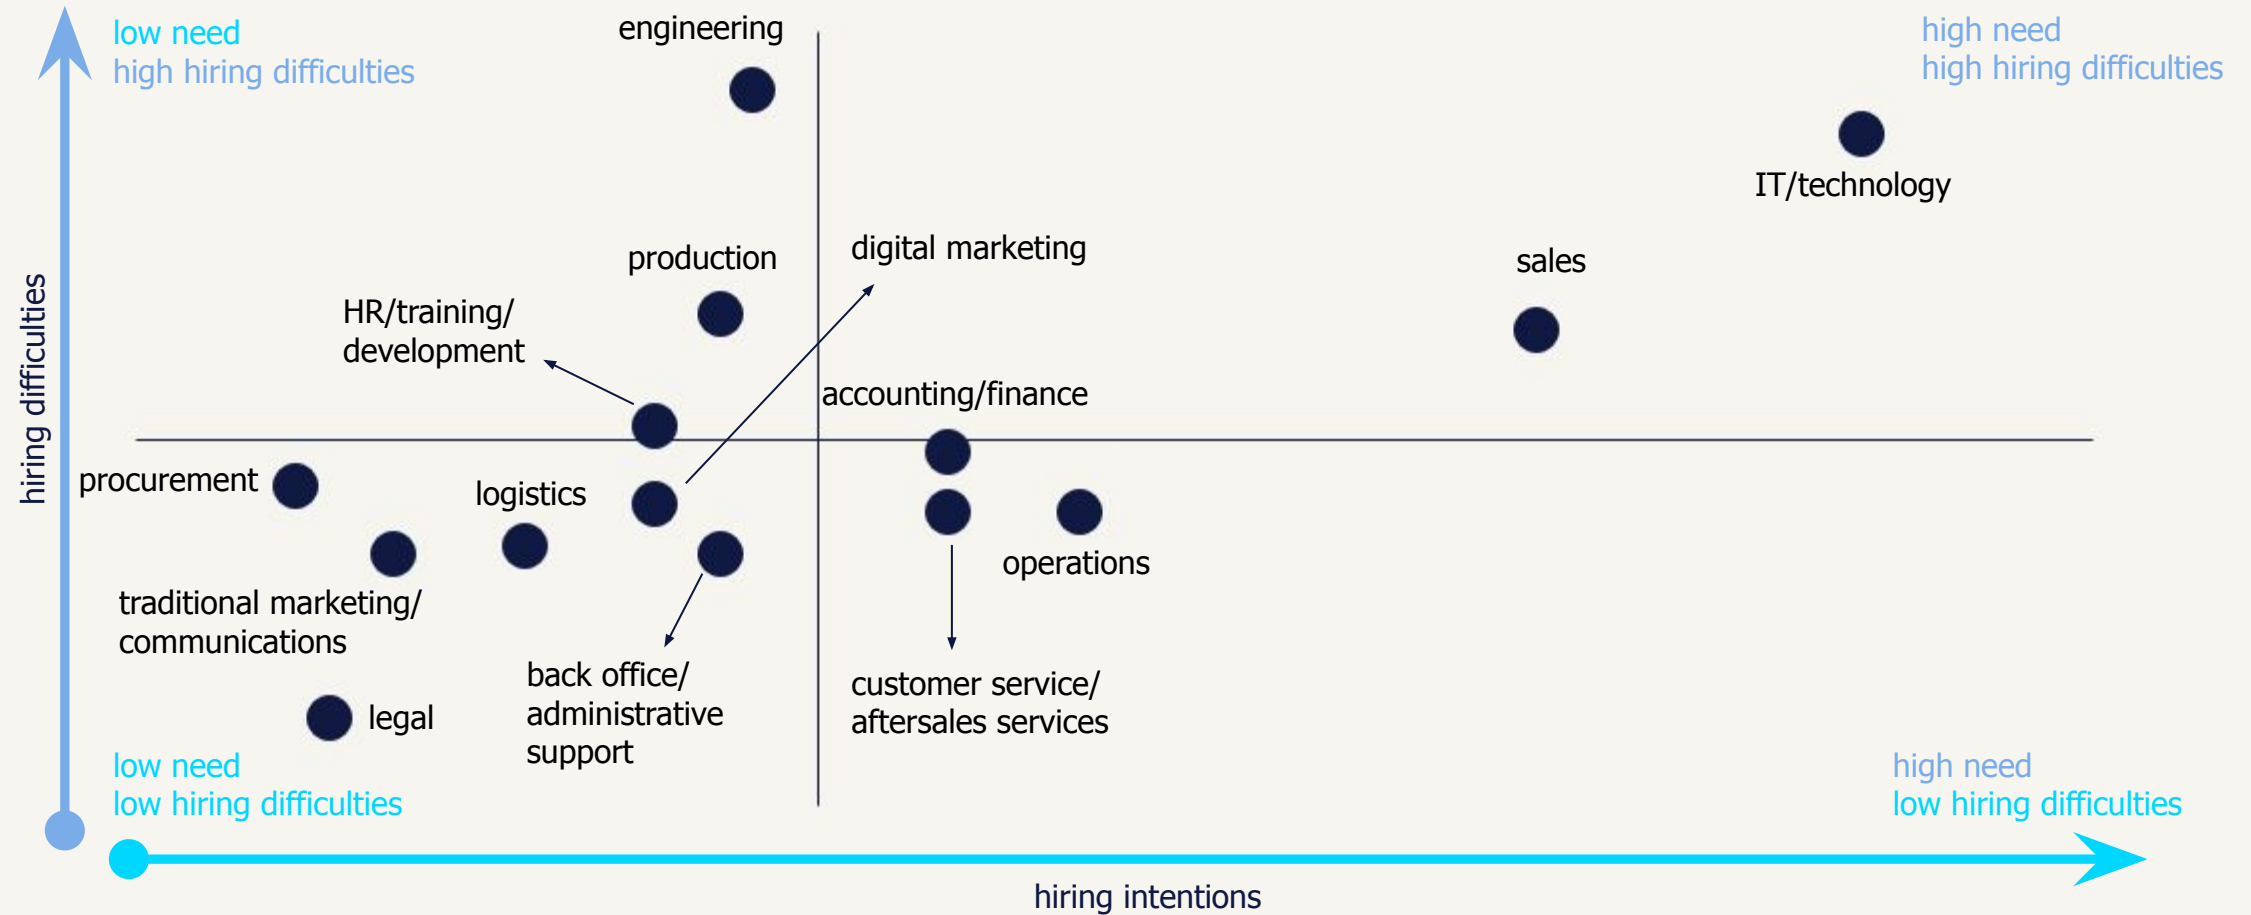 low need
high hiring difficulties
engineering
high need
high hiring difficulties
IT/technology
production
digital marketing
sales
HR/training/
development
accounting/finance
hiring difficulties
procurement
logistics
operations
traditional marketing/
communications
back office/
administrative
support
customer service/
aftersales services
legal
low need
low hiring difficulties
high need
low hiring difficulties
hiring intentions